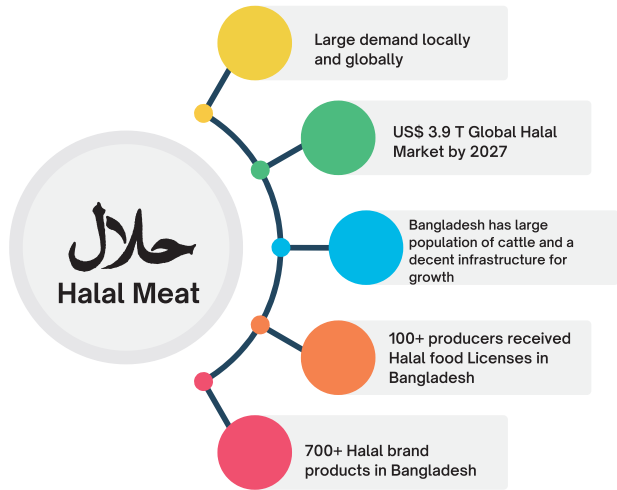 Large demand locally
and globally
US$ 3.9 T Global Halal
Market by 2027
حلال
Halal Meat
Bangladesh has large
population of cattle and a
decent infrastructure for
growth
100+ producers received
Halal food Licenses in
Bangladesh
700+ Halal brand
products in Bangladesh